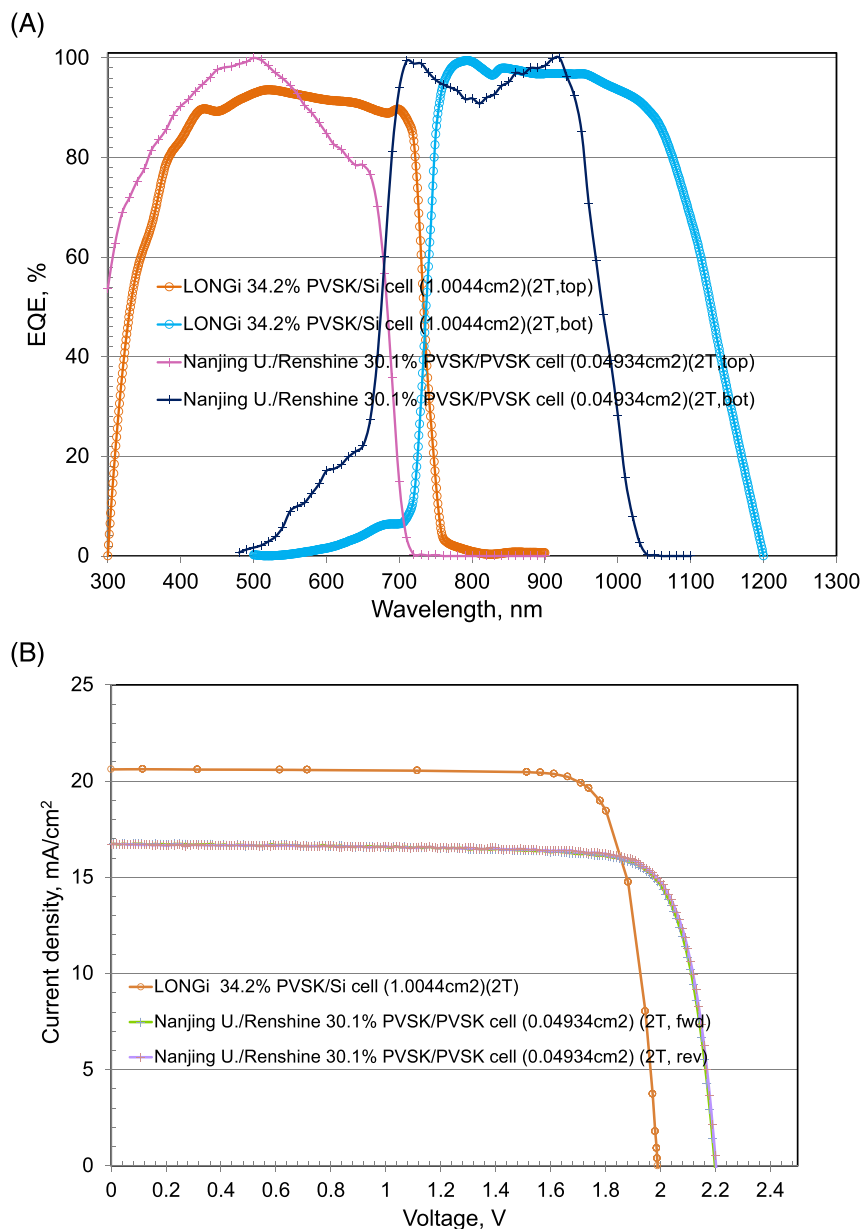 (A)
100
80
60
40
20
0
EQE, %
LONGi 34.2% PVSK/Si cell (1.0044cm2)(2T,top)
LONGi 34.2% PVSK/Si cell (1.0044cm2)(2T,bot)
Nanjing U./Renshine 30.1% PVSK/PVSK cell (0.04934cm2)(2T,top)
Nanjing U./Renshine 30.1% PVSK/PVSK cell (0.04934cm2)(2T,bot)
300 400 500 600 700 800 900 1000 1100 1200 1300
Wavelength, nm
(B)
25
20
15
10
5
0
Current density, mA/cm²
LONGi 34.2% PVSK/Si cell (1.0044cm2)(2T)
Nanjing U./Renshine 30.1% PVSK/PVSK cell (0.04934cm2) (2T, fwd)
Nanjing U./Renshine 30.1% PVSK/PVSK cell (0.04934cm2) (2T, rev)
0 0.2 0.4 0.6 0.8 1 1.2 1.4 1.6 1.8 2 2.2 2.4
Voltage, V